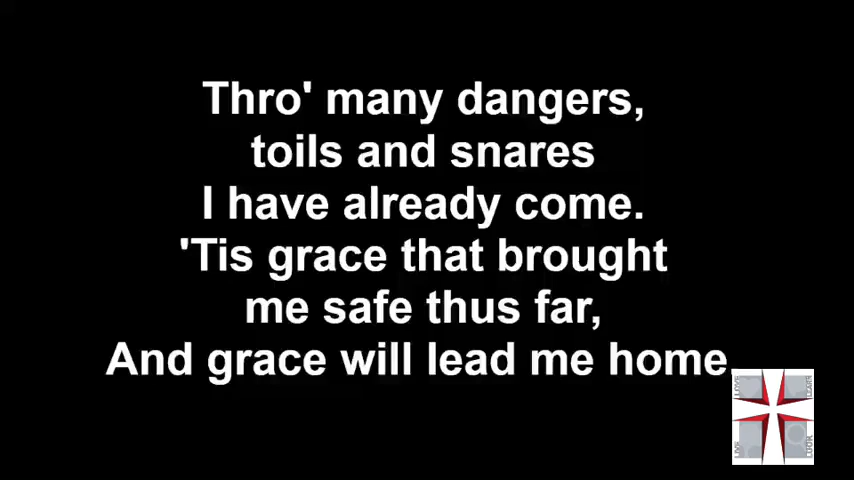 Thro' many dangers,
toils and snares
I have already come.
'Tis grace that brought
me safe thus far,
And grace will lead me home.